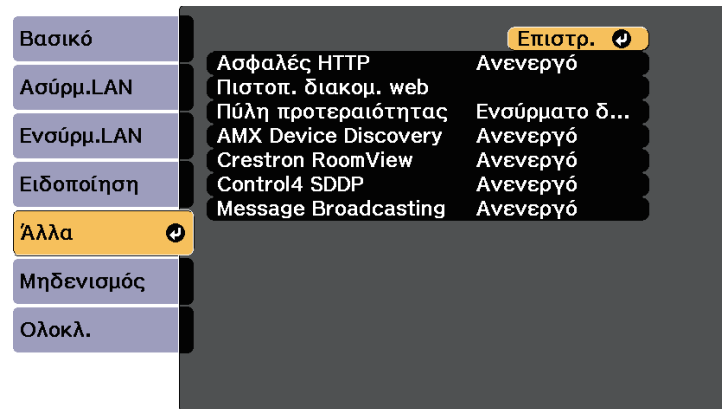 Βασικό
Ασύρμ.LAN
Ενσύρμ.LAN
Ειδοποίηση
Άλλα
Μηδενισμός
Ολοκλ.
Επιστρ.
Ασφαλές HTTP Ανενεργό
Πιστοπ. διακομ. web
Πύλη προτεραιότητας Ενσύρματο δ...
AMX Device Discovery Ανενεργό
Crestron RoomView Ανενεργό
Control4 SDDP Ανενεργό
Message Broadcasting Ανενεργό